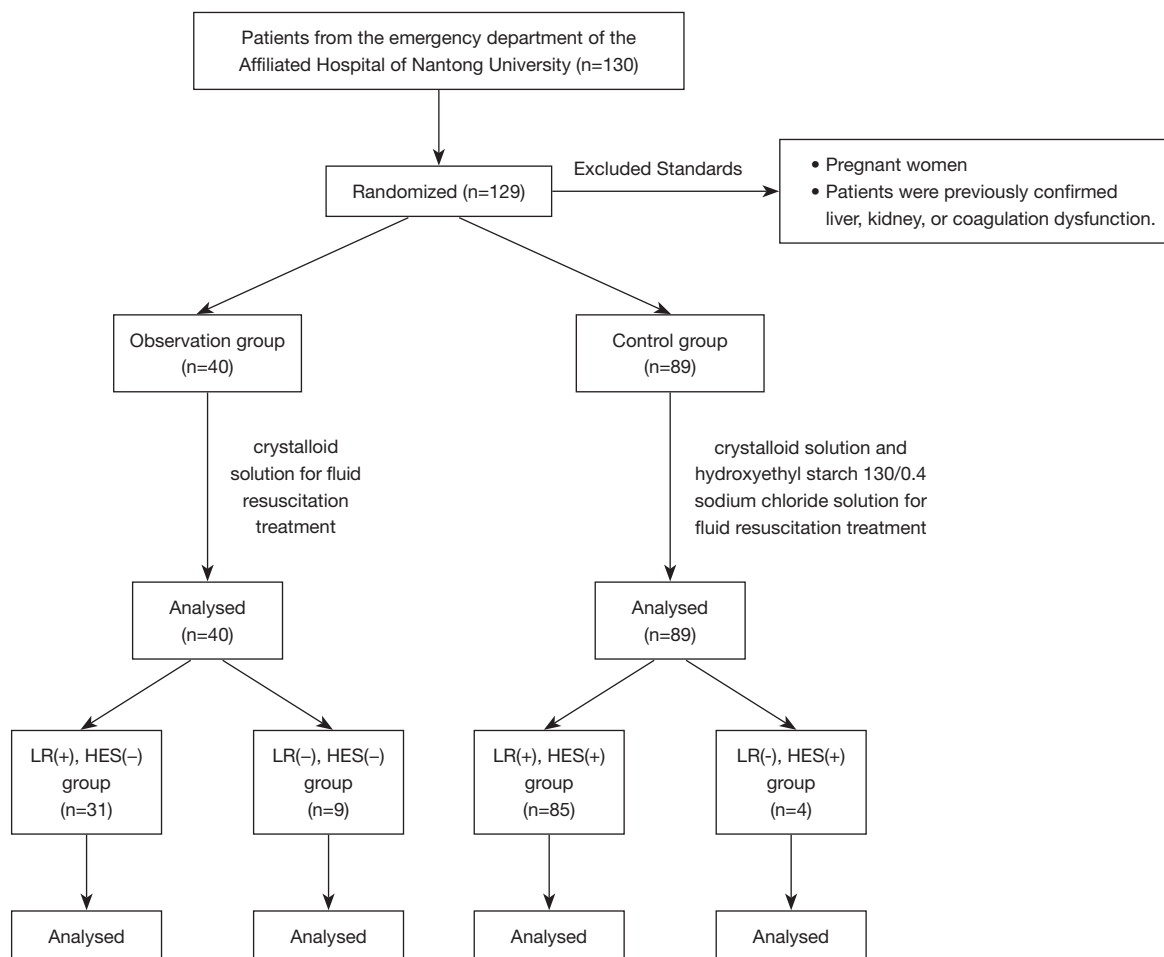 Patients from the emergency department of the
Affiliated Hospital of Nantong University (n=130)
Randomized (n=129)
Excluded Standards
• Pregnant women
• Patients were previously confirmed
liver, kidney, or coagulation dysfunction.
Observation group
(n=40)
Control group
(n=89)
crystalloid
solution for fluid
resuscitation
treatment
crystalloid solution and
hydroxyethyl starch 130/0.4
sodium chloride solution for
fluid resuscitation treatment
Analysed
(n=40)
Analysed
(n=89)
LR(+), HES(–)
group
(n=31)
LR(–), HES(–)
group
(n=9)
LR(+), HES(+)
group
(n=85)
LR(-), HES(+)
group
(n=4)
Analysed
Analysed
Analysed
Analysed